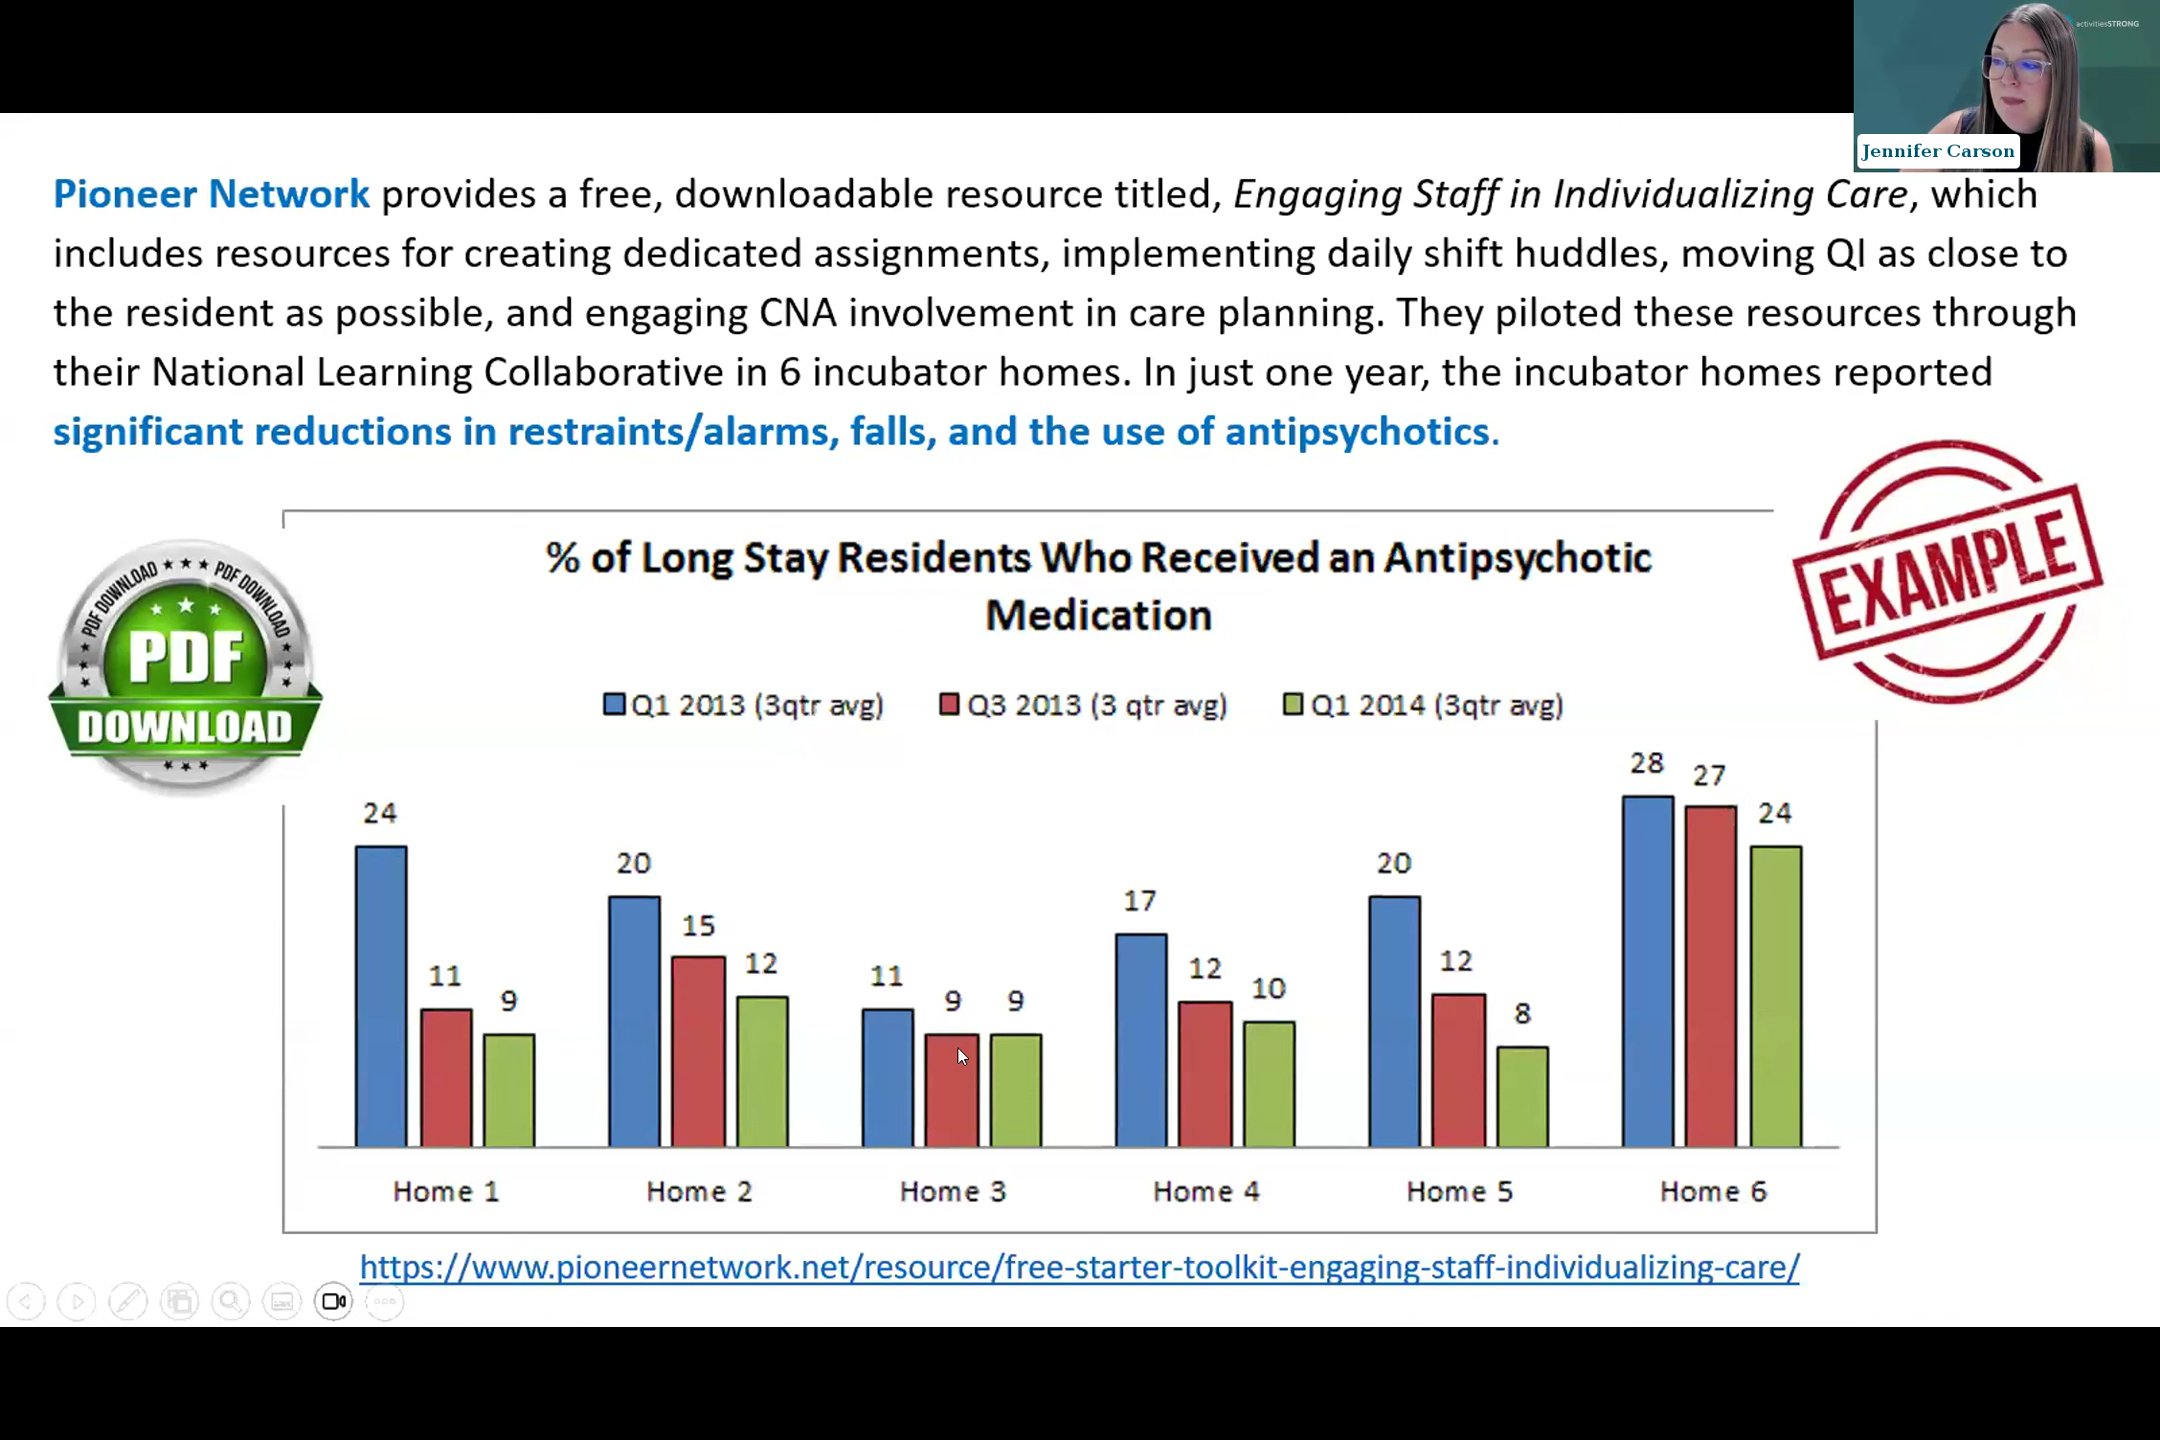 activitiesSTRONG
Jennifer Carson
Pioneer Network provides a free, downloadable resource titled, Engaging Staff in Individualizing Care, which
includes resources for creating dedicated assignments, implementing daily shift huddles, moving QI as close to
the resident as possible, and engaging CNA involvement in care planning. They piloted these resources through
their National Learning Collaborative in 6 incubator homes. In just one year, the incubator homes reported
significant reductions in restraints/alarms, falls, and the use of antipsychotics.
EXAMPLE
PDF DOWNLOAD ★ ★ ★ PDF DOWNLOAD
PDF
DOWNLOAD
% of Long Stay Residents Who Received an Antipsychotic
Medication
Q1 2013 (3qtr avg) Q3 2013 (3 qtr avg) Q1 2014 (3qtr avg)
24 11 9
20 15 12
11 9 9
17 12 10
20 12 8
28 27 24
Home 1 Home 2 Home 3 Home 4 Home 5 Home 6
https://www.pioneernetwork.net/resource/free-starter-toolkit-engaging-staff-individualizing-care/